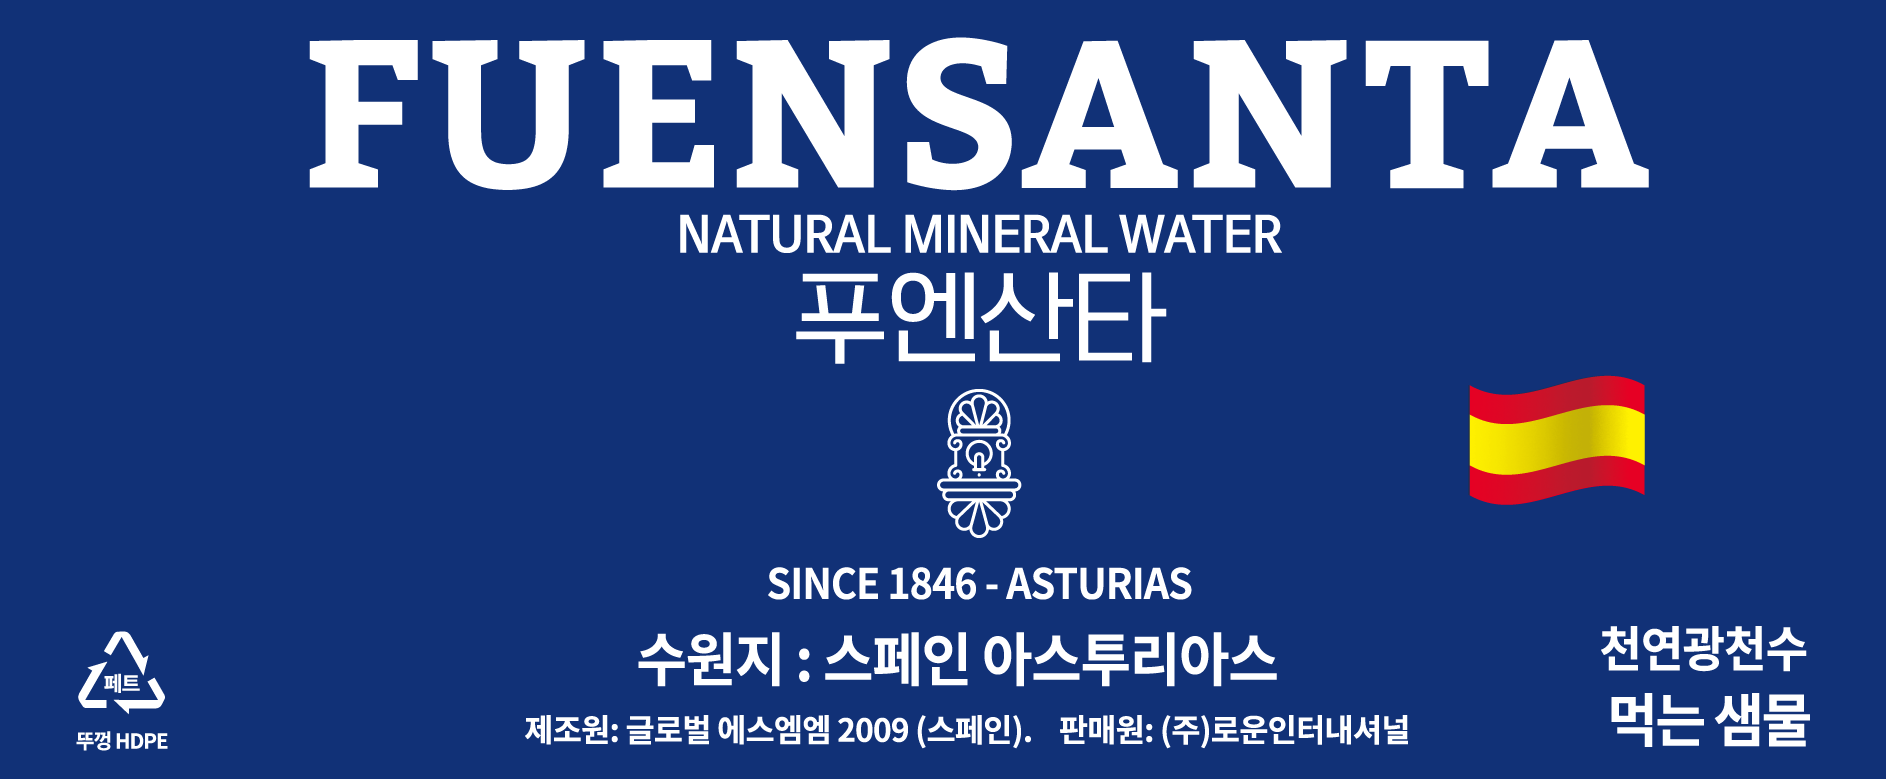 FUENSANTA
NATURAL MINERAL WATER
푸엔산타
SINCE 1846 - ASTURIAS
수원지 : 스페인 아스투리아스
제조원: 글로벌 에스엠엠 2009 (스페인). 판매원: (주)로운인터내셔널
페트
뚜껑 HDPE
천연광천수
먹는 샘물